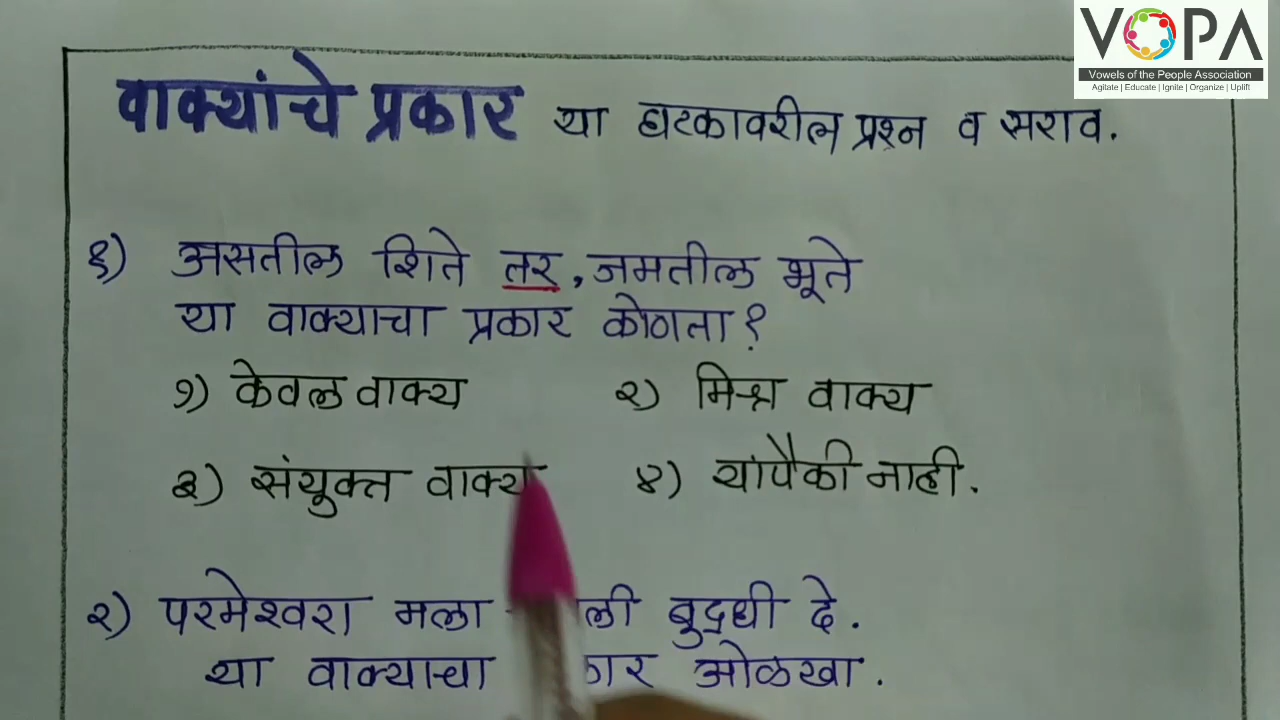 VOPA
Vowels of the People Association
Agitate | Educate | Ignite | Organize | Uplift
वाक्यांचे प्रकार या घटकावरील प्रश्न व सराव.
१) असतील शिते तर, जमतील भूते
या वाक्याचा प्रकार कोणता?
१) केवल वाक्य २) मिश्र वाक्य
३) संयुक्त वाक्य ४) यांपैकी नाही.
२) परमेश्वरा मला बुद्धी दे.
या वाक्याचा ओळखा.